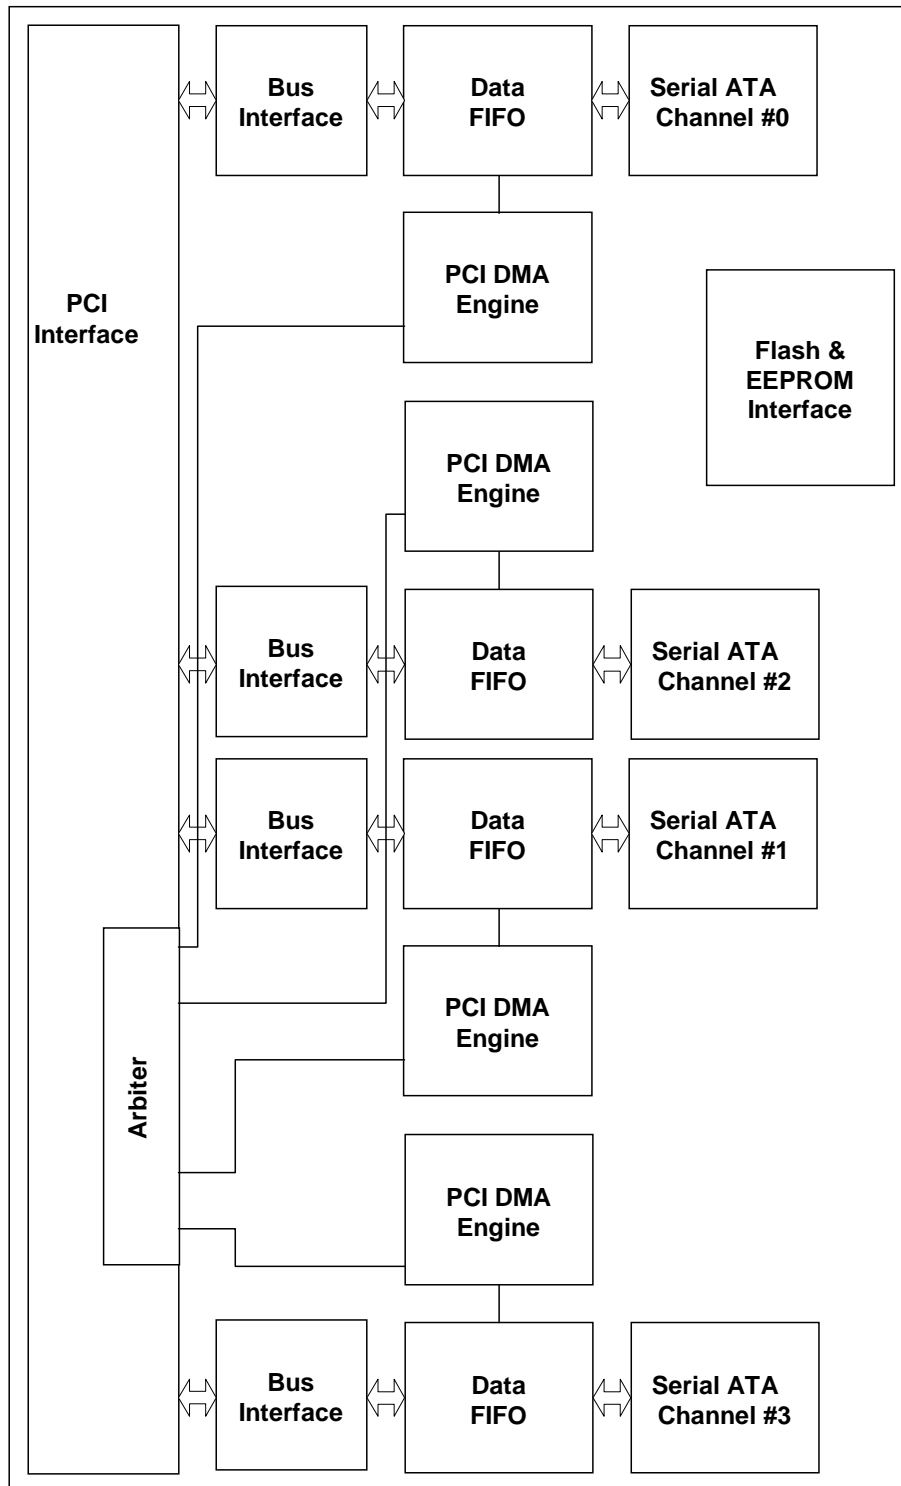 Bus
Interface
Data
FIFO
Serial ATA
Channel #0
PCI
Interface
PCI DMA
Engine
Flash &
EEPROM
Interface
PCI DMA
Engine
Bus
Interface
Data
FIFO
Serial ATA
Channel #2
Bus
Interface
Data
FIFO
Serial ATA
Channel #1
Arbiter
PCI DMA
Engine
PCI DMA
Engine
Bus
Interface
Data
FIFO
Serial ATA
Channel #3